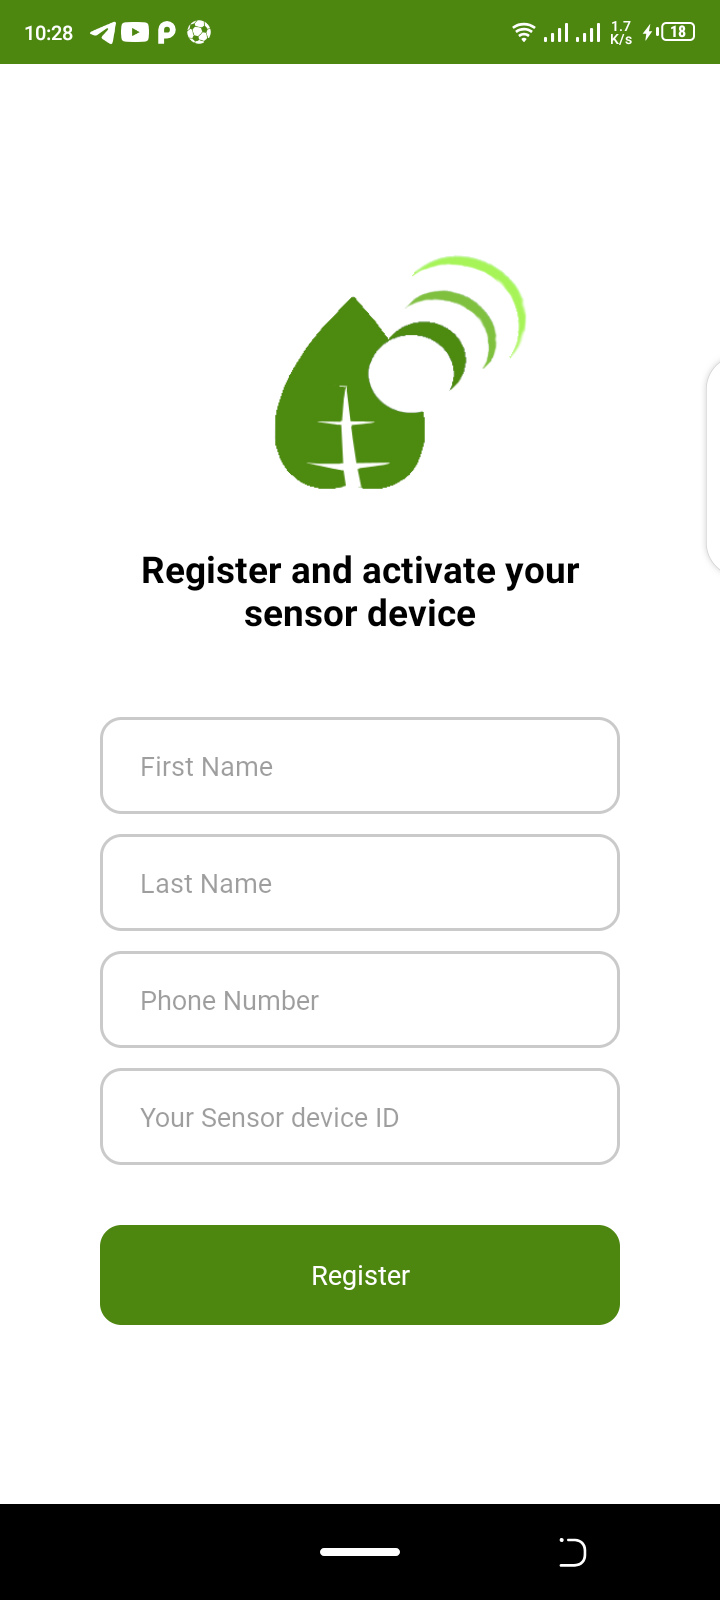 10:28
1.7
K/s
18
Register and activate your
sensor device
First Name
Last Name
Phone Number
Your Sensor device ID
Register